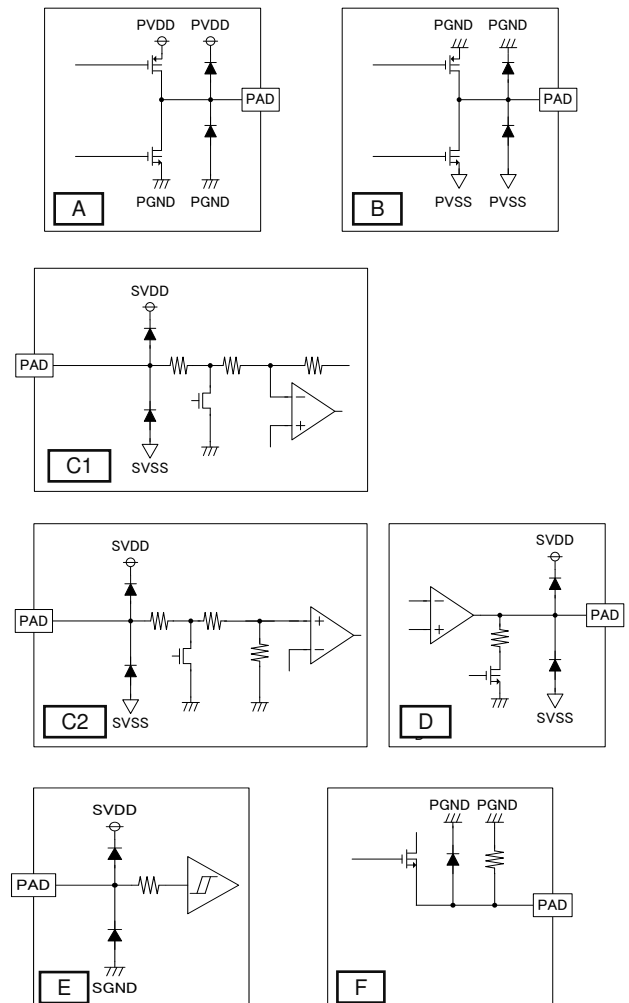 PVDD PVDD
PAD
A
PGND PGND
PGND PGND
PAD
B
PVSS PVSS
SVDD
PAD
C1
SVSS
SVDD
PAD
C2
SVSS
SVDD
PAD
D
SVSS
SVDD
PAD
E
SGND
PGND PGND
PAD
F